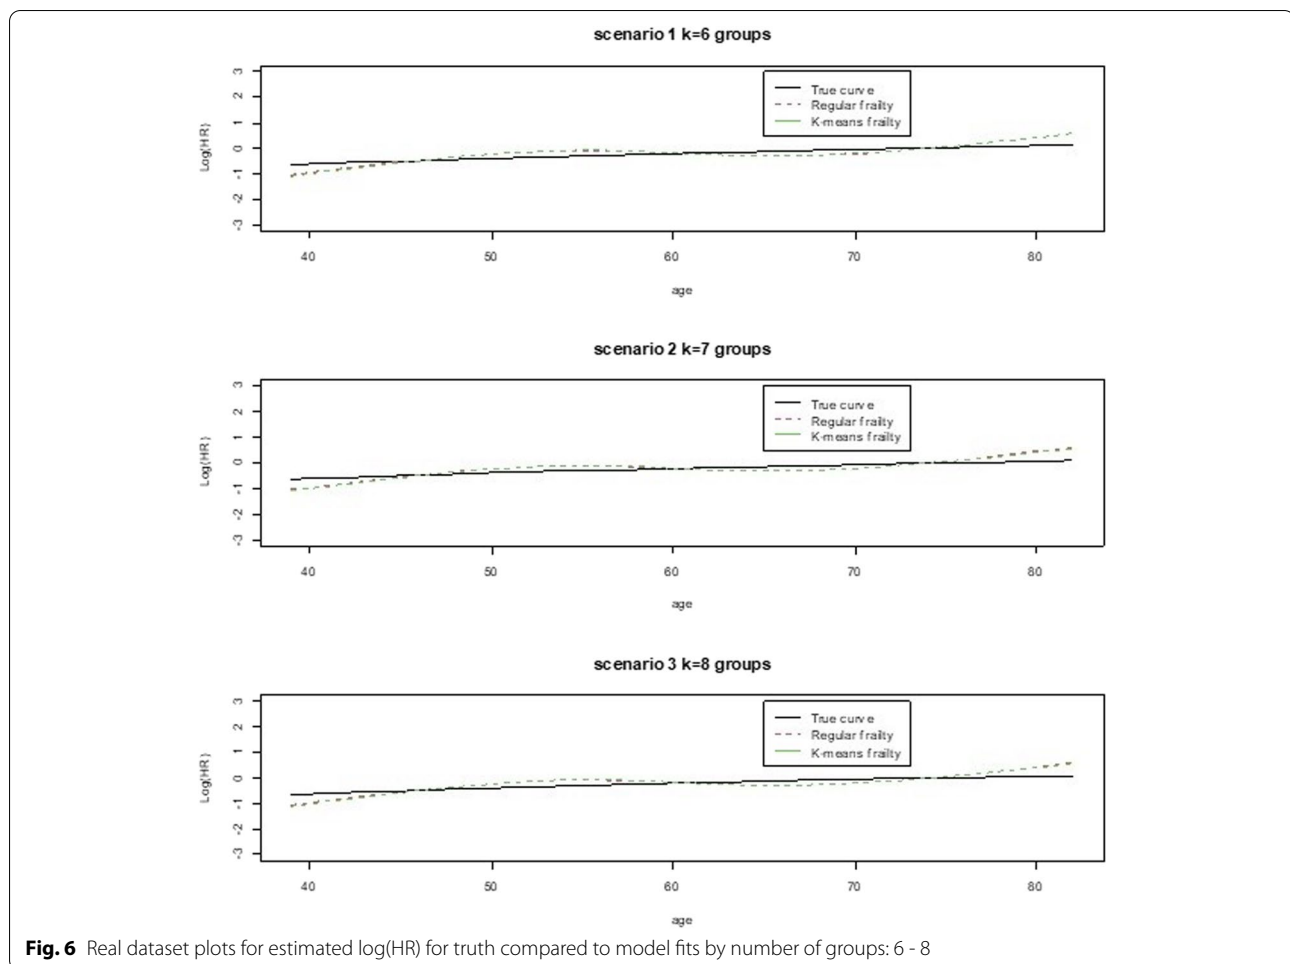 scenario 1 k=6 groups
3
2
1
0
-1
-2
-3
Log(HR)
True curve
Regular frailty
K-means frailty
40 50 60 70 80
age
scenario 2 k=7 groups
3
2
1
0
-1
-2
-3
Log(HR)
True curve
Regular frailty
K-means frailty
40 50 60 70 80
age
scenario 3 k=8 groups
3
2
1
0
-1
-2
-3
Log(HR)
True curve
Regular frailty
K-means frailty
40 50 60 70 80
age
Fig. 6 Real dataset plots for estimated log(HR) for truth compared to model fits by number of groups: 6 - 8